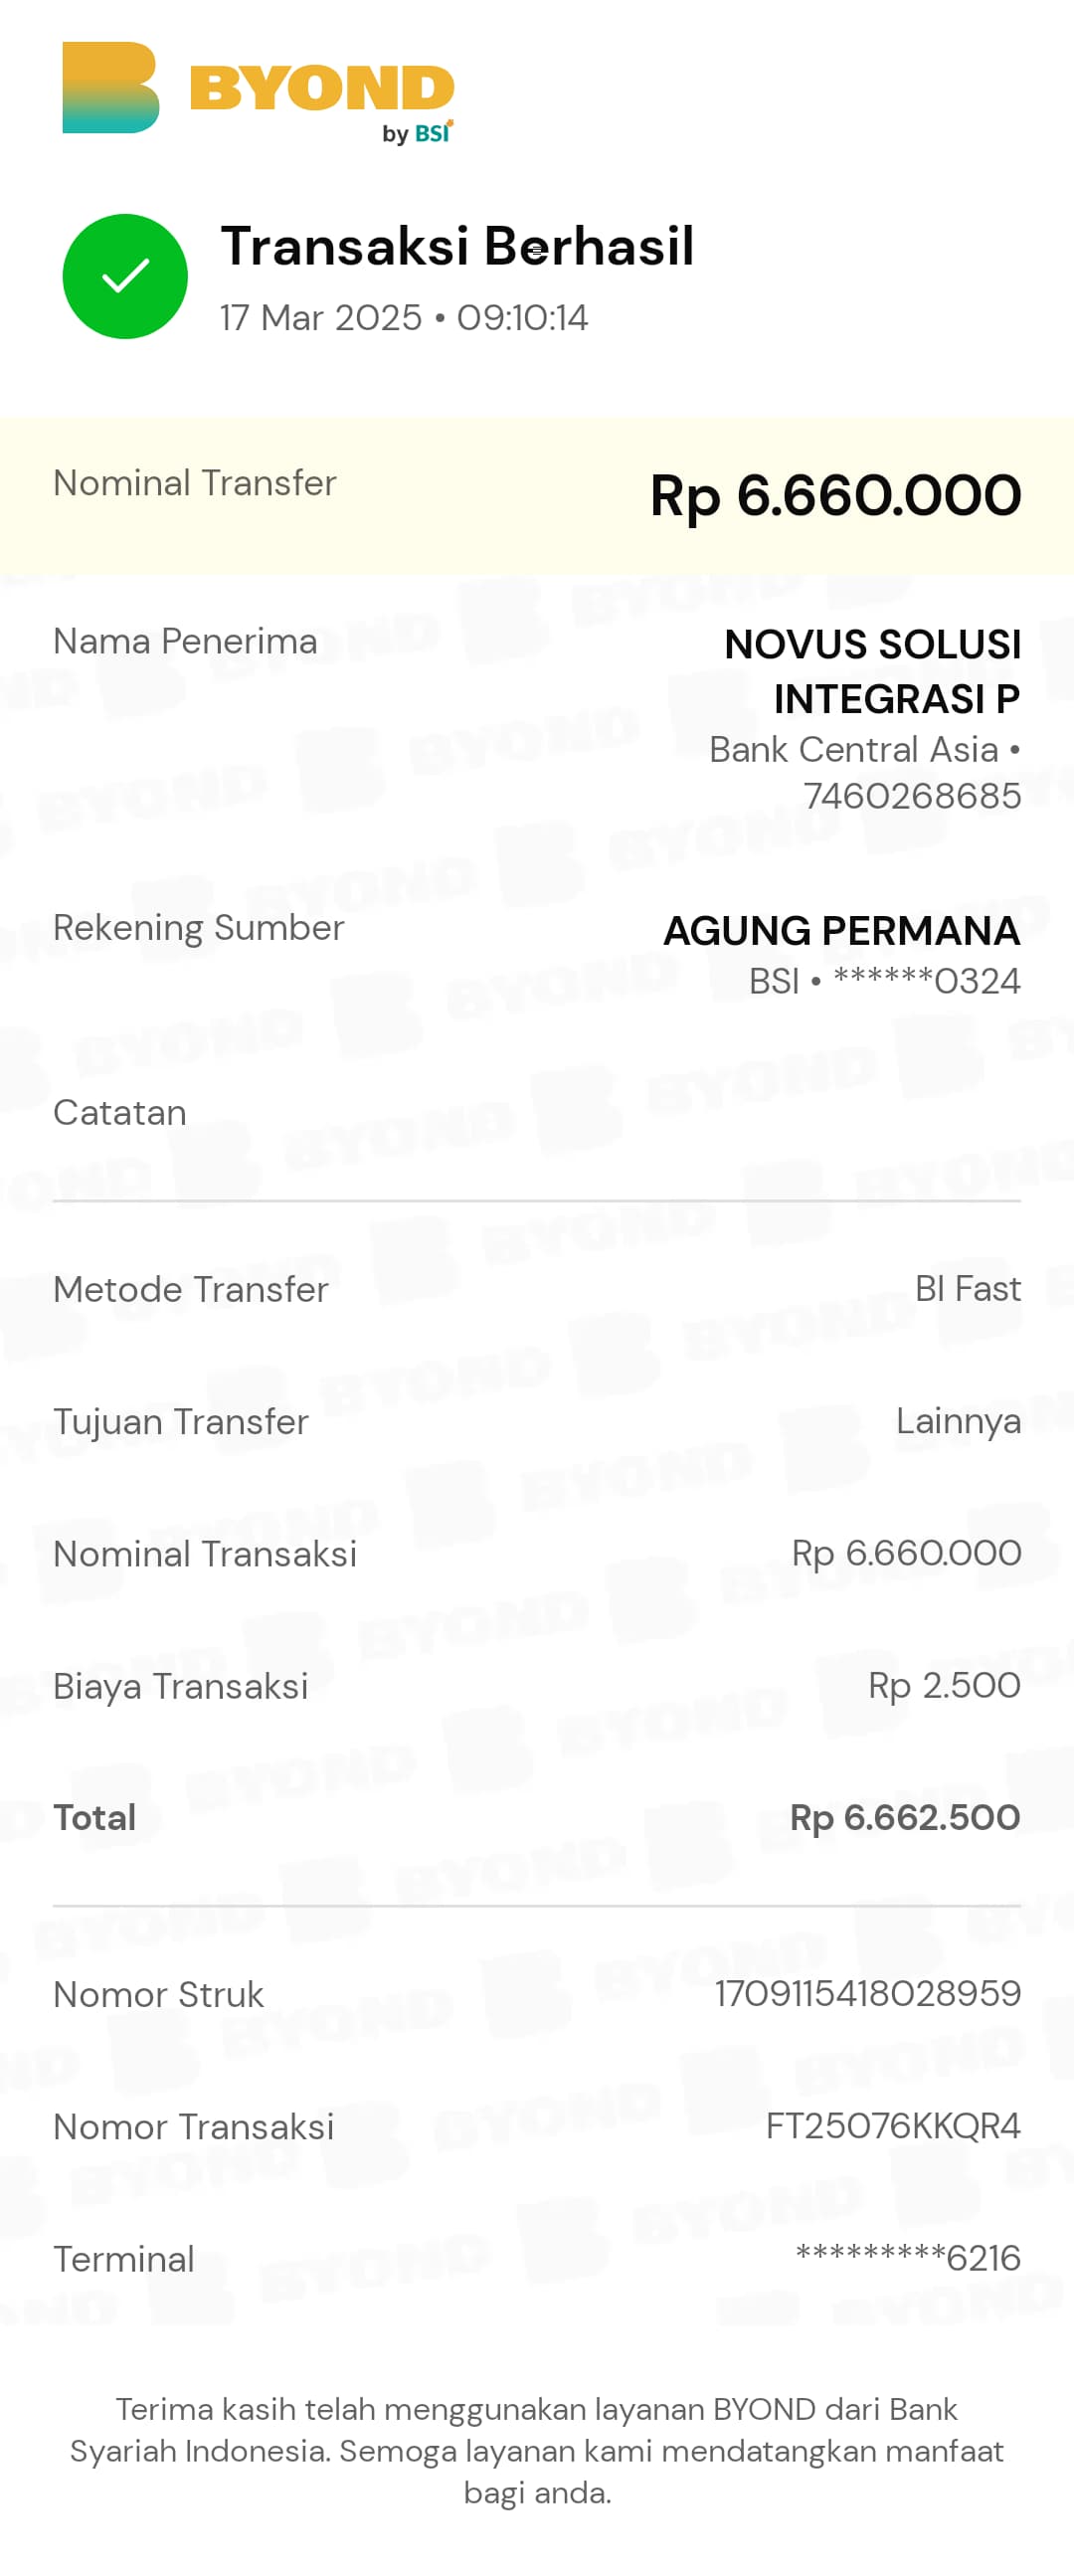 BYOND
by BSI
Transaksi Berhasil
17 Mar 2025 • 09:10:14
Nominal Transfer
Rp 6.660.000
Nama Penerima
NOVUS SOLUSI
INTEGRASI P
Bank Central Asia •
7460268685
Rekening Sumber
AGUNG PERMANA
BSI • ******0324
Catatan
Metode Transfer
BI Fast
Tujuan Transfer
Lainnya
Nominal Transaksi
Rp 6.660.000
Biaya Transaksi
Rp 2.500
Total
Rp 6.662.500
Nomor Struk
1709115418028959
Nomor Transaksi
FT25076KKQR4
Terminal
*********6216
Terima kasih telah menggunakan layanan BYOND dari Bank
Syariah Indonesia. Semoga layanan kami mendatangkan manfaat
bagi anda.